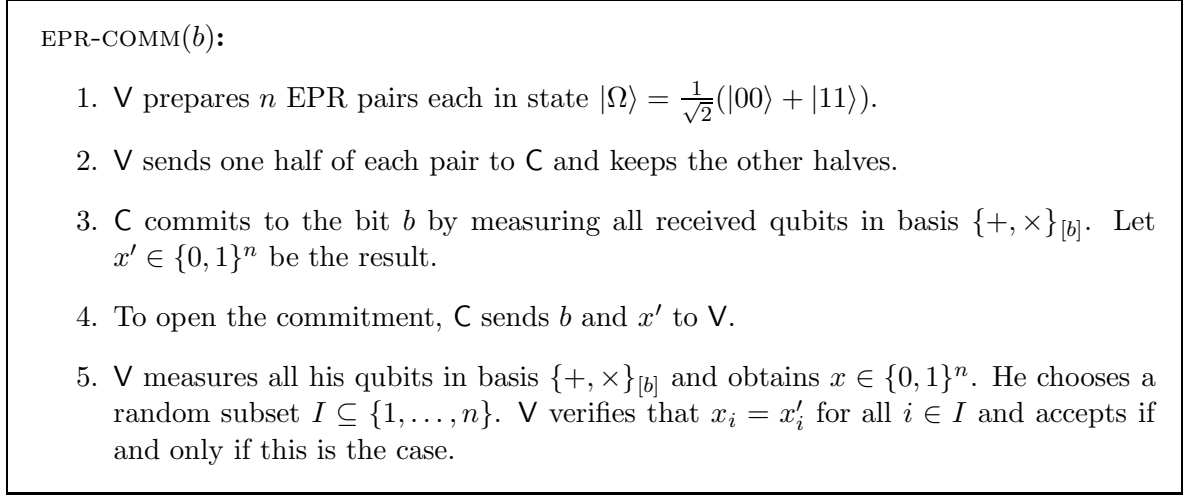 EPR-COMM(b):
1. V prepares n EPR pairs each in state |Ω⟩ = 1/√2(|00⟩ + |11⟩).
2. V sends one half of each pair to C and keeps the other halves.
3. C commits to the bit b by measuring all received qubits in basis {+, ×}[b]. Let
x′ ∈ {0, 1}ⁿ be the result.
4. To open the commitment, C sends b and x′ to V.
5. V measures all his qubits in basis {+, ×}[b] and obtains x ∈ {0, 1}ⁿ. He chooses a
random subset I ⊆ {1, . . . , n}. V verifies that xᵢ = x′ᵢ for all i ∈ I and accepts if
and only if this is the case.